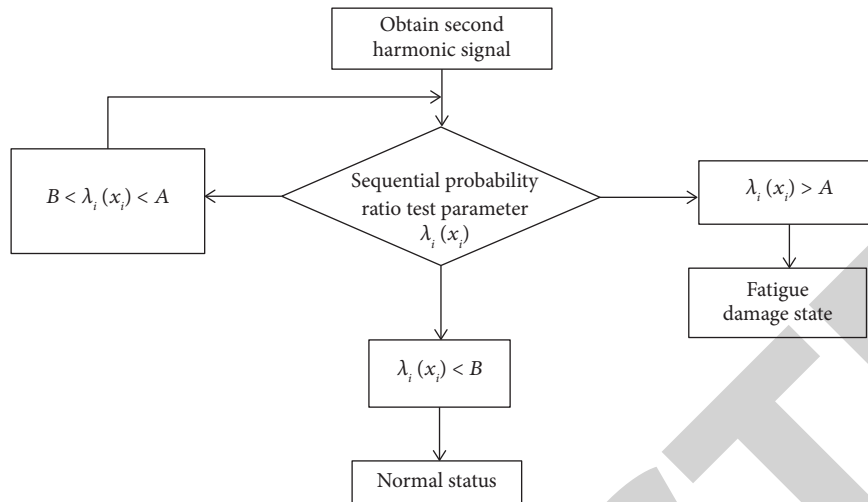 Obtain second
harmonic signal
B < λᵢ (xᵢ) < A
Sequential probability
ratio test parameter
λᵢ (xᵢ)
λᵢ (xᵢ) > A
Fatigue
damage state
λᵢ (xᵢ) < B
Normal status